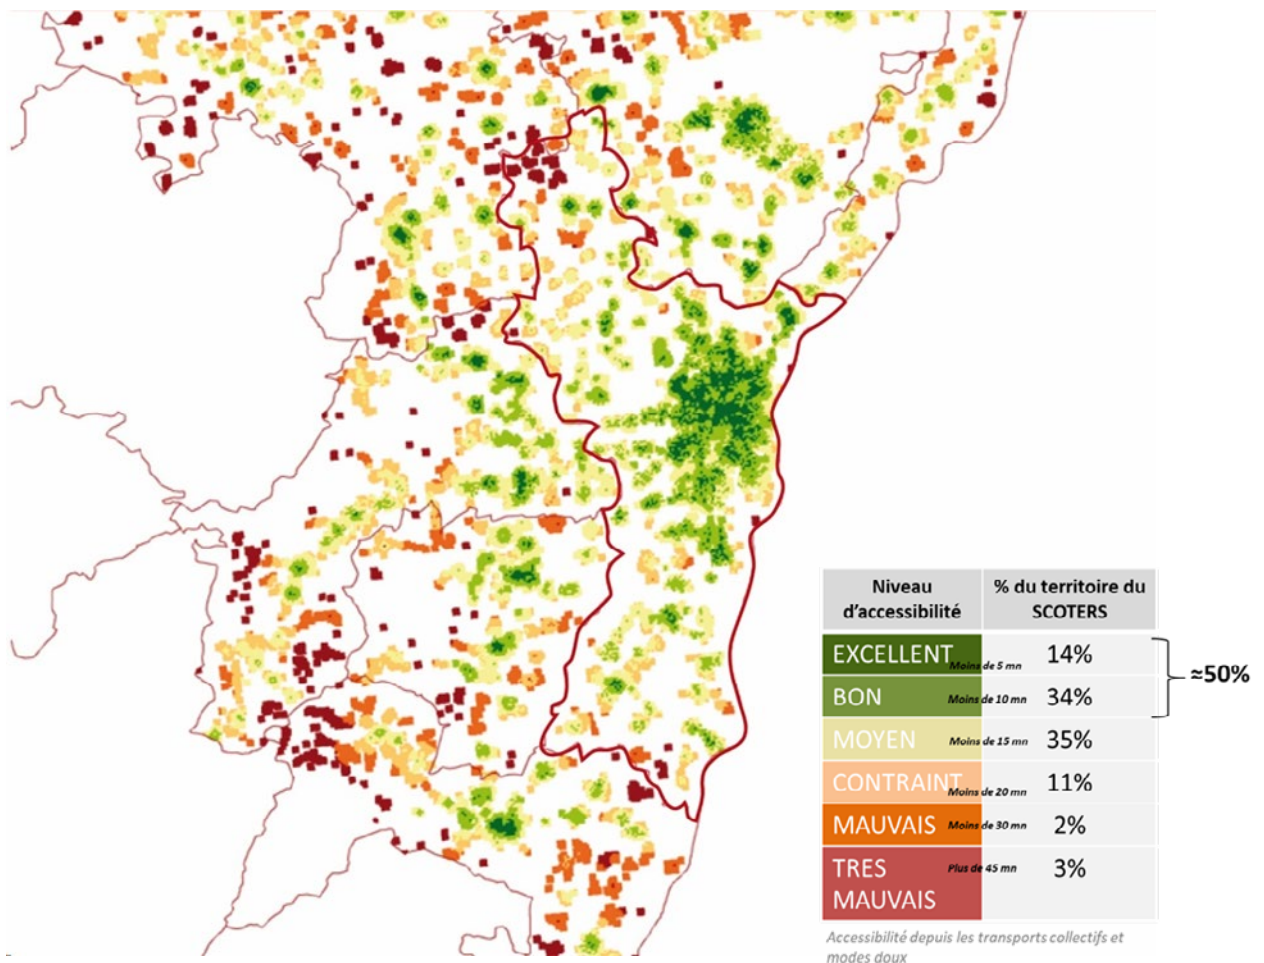 Niveau d'accessibilité % du territoire du SCOTERS
EXCELLENT Moins de 5 mn 14%
BON Moins de 10 mn 34%
≈50%
MOYEN Moins de 15 mn 35%
CONTRAINT Moins de 20 mn 11%
MAUVAIS Moins de 30 mn 2%
TRES MAUVAIS Plus de 45 mn 3%
Accessibilité depuis les transports collectifs et
modes doux